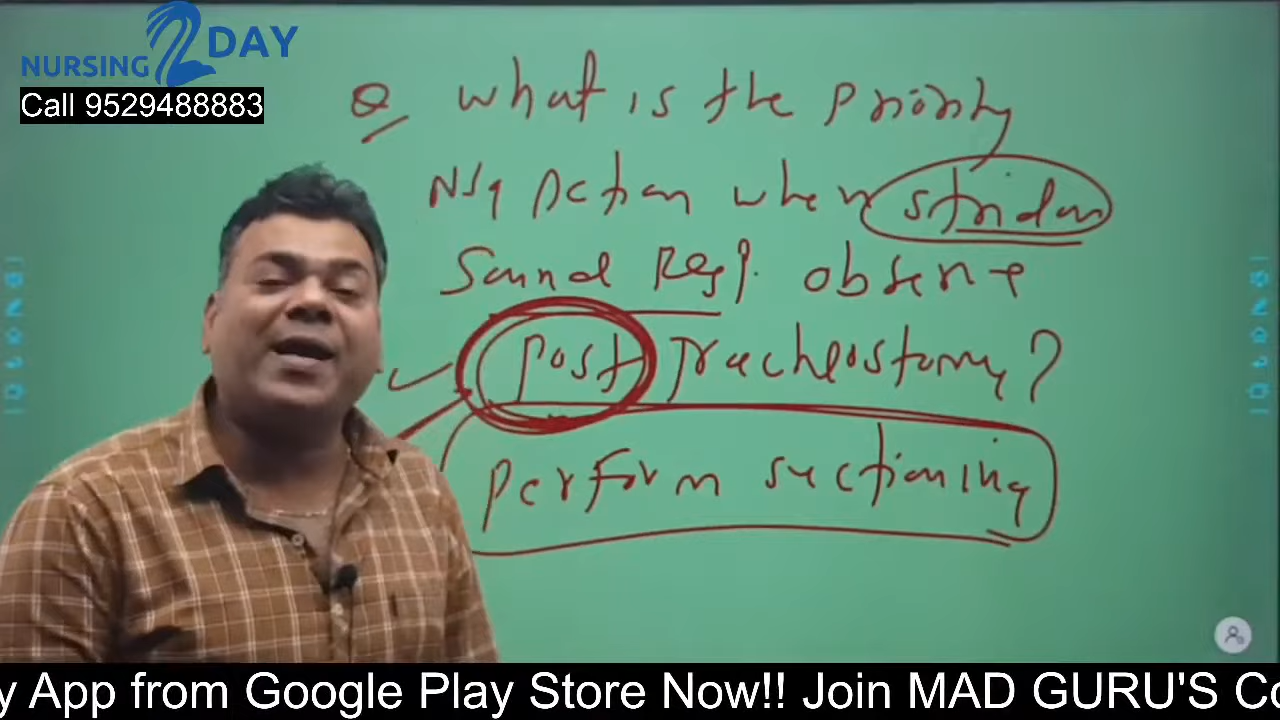 NURSING 2 DAY
Call 9529488883
Q What is the Priority
Nsg Action when stridor
Sound Resp. observe
post Tracheostomy?
perform suctioning
y App from Google Play Store Now!! Join MAD GURU'S Co